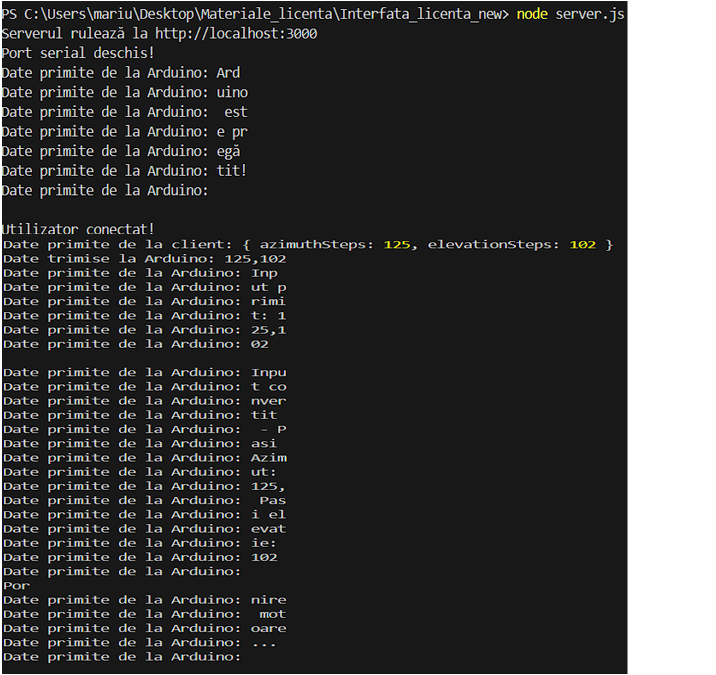 PS C:\Users\mariu\Desktop\Materiale_licenta\Interfata_licenta_new> node server.js
Serverul rulează la http://localhost:3000
Port serial deschis!
Date primite de la Arduino: Ard
Date primite de la Arduino: uino
Date primite de la Arduino:  est
Date primite de la Arduino: e pr
Date primite de la Arduino: egă
Date primite de la Arduino: tit!
Date primite de la Arduino:
Utilizator conectat!
Date primite de la client: { azimuthSteps: 125, elevationSteps: 102 }
Date trimise la Arduino: 125,102
Date primite de la Arduino: Inp
Date primite de la Arduino: ut p
Date primite de la Arduino: rimi
Date primite de la Arduino: t: 1
Date primite de la Arduino: 25,1
Date primite de la Arduino: 02
Date primite de la Arduino: Inpu
Date primite de la Arduino: t co
Date primite de la Arduino: nver
Date primite de la Arduino: tit
Date primite de la Arduino:  - P
Date primite de la Arduino: asi
Date primite de la Arduino: Azim
Date primite de la Arduino: ut:
Date primite de la Arduino: 125,
Date primite de la Arduino:  Pas
Date primite de la Arduino: i el
Date primite de la Arduino: evat
Date primite de la Arduino: ie:
Date primite de la Arduino: 102
Date primite de la Arduino:
Por
Date primite de la Arduino: nire
Date primite de la Arduino:  mot
Date primite de la Arduino: oare
Date primite de la Arduino: ...
Date primite de la Arduino: